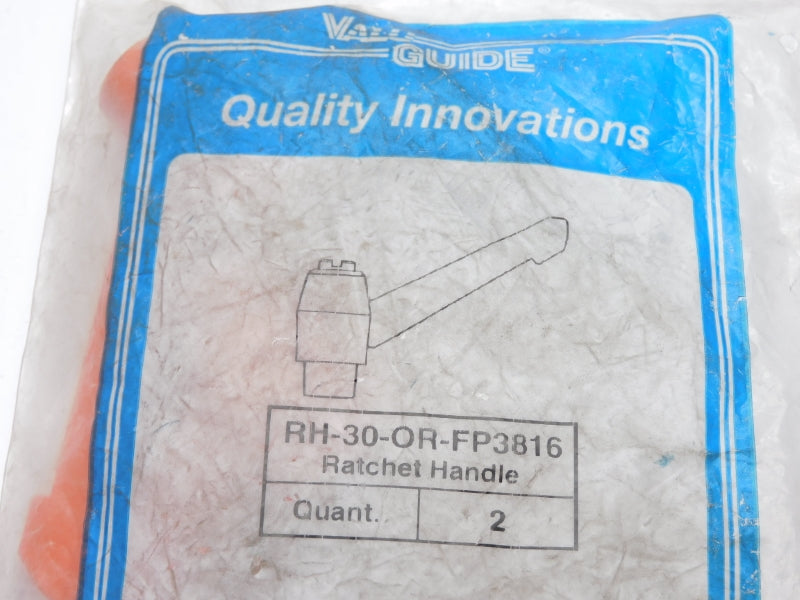 GUIDE®
Quality Innovations
RH-30-OR-FP3816
Ratchet Handle
Quant. 2